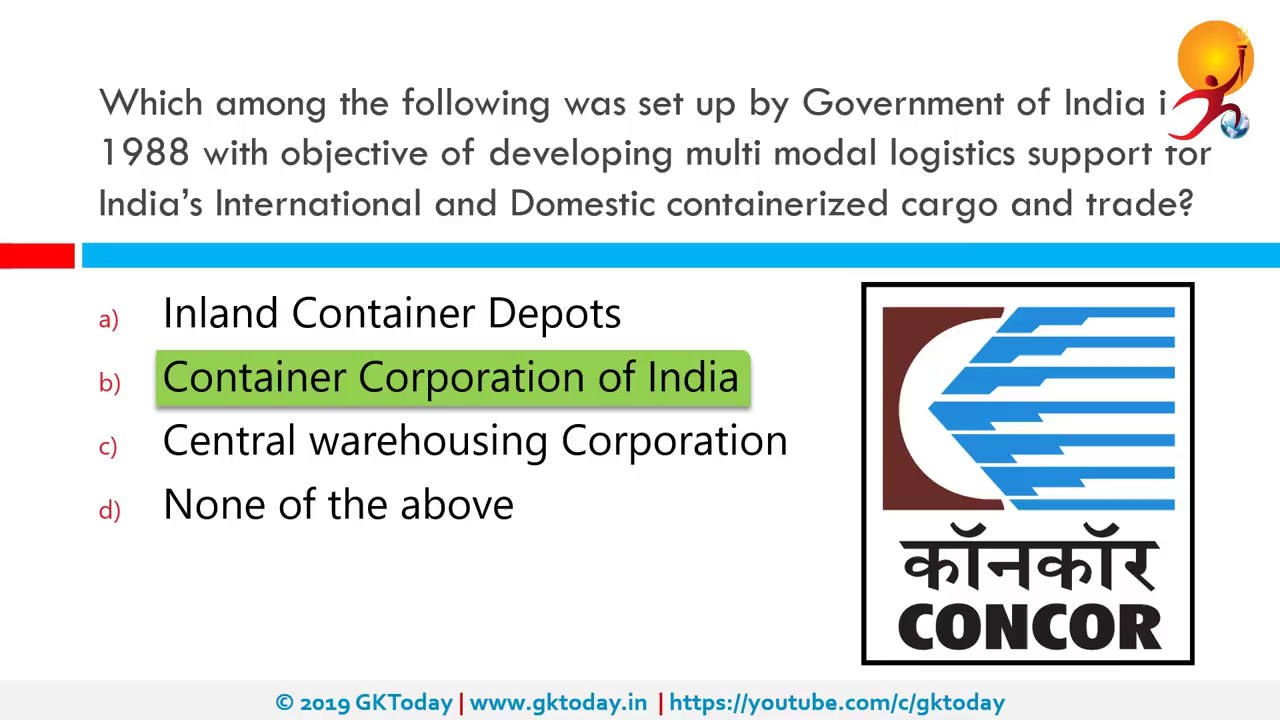 Which among the following was set up by Government of India i
1988 with objective of developing multi modal logistics support for
India's International and Domestic containerized cargo and trade?
a) Inland Container Depots
b) Container Corporation of India
c) Central warehousing Corporation
d) None of the above
कॉनकॉर
CONCOR
© 2019 GKToday | www.gktoday.in | https://youtube.com/c/gktoday